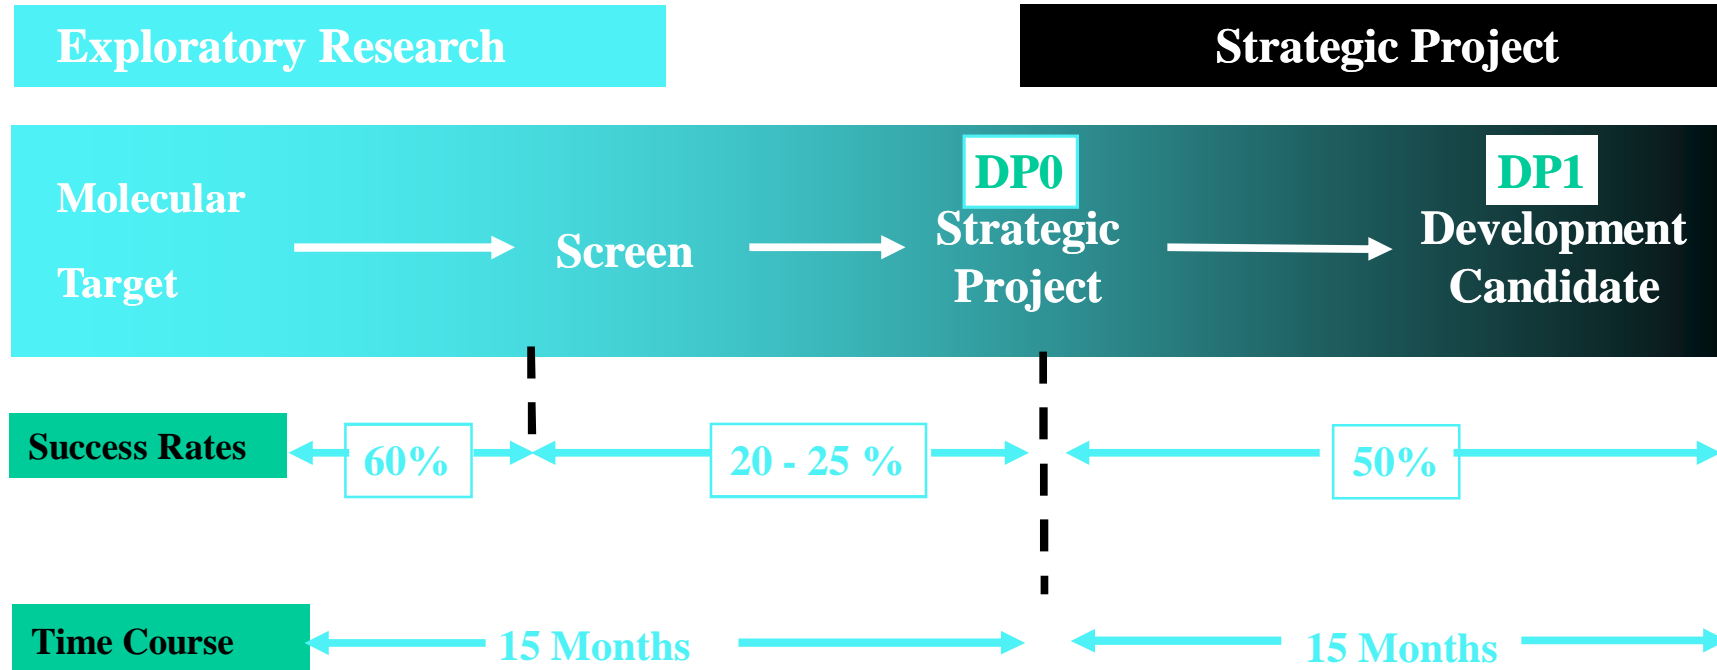 Exploratory Research
Strategic Project
Molecular
Target
Screen
DP0
Strategic
Project
DP1
Development
Candidate
Success Rates
60%
20 - 25 %
50%
Time Course
15 Months
15 Months